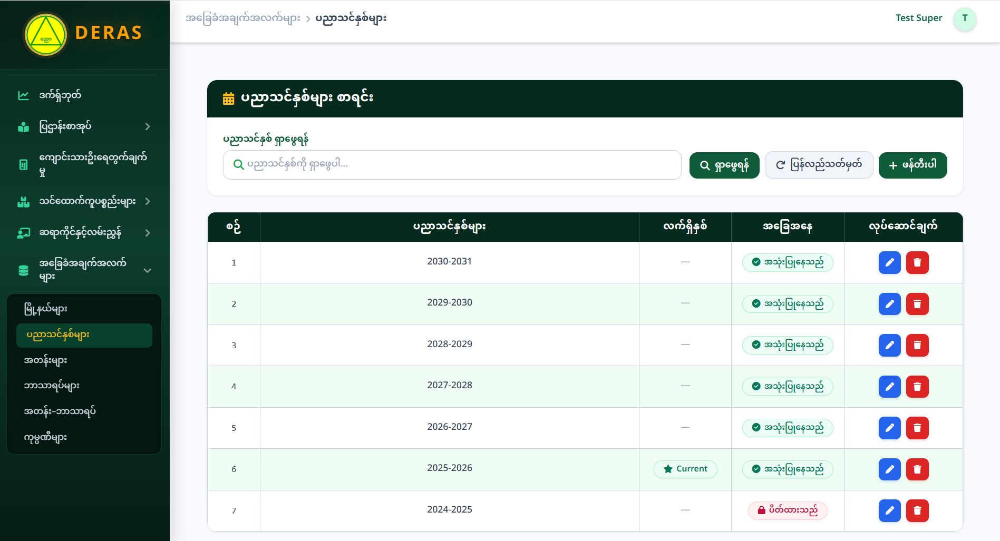 ပညာ
DERAS
အခြေခံအချက်အလက်များ > ပညာသင်နှစ်များ
Test Super
T
ဒက်ရှ်ဘုတ်
ပြဋ္ဌာန်းစာအုပ်
ကျောင်းသားဦးရေတွက်ချက်
မှု
သင်ထောက်ကူပစ္စည်းများ
ဆရာကိုင်နှင့်လမ်းညွှန်
အခြေခံအချက်အလက်
များ
မြို့နယ်များ
ပညာသင်နှစ်များ
အတန်းများ
ဘာသာရပ်များ
အတန်း-ဘာသာရပ်
ကုမ္ပဏီများ
ပညာသင်နှစ်များ စာရင်း
ပညာသင်နှစ် ရှာဖွေရန်
ပညာသင်နှစ်ကို ရှာဖွေပါ...
ရှာဖွေရန်
ပြန်လည်သတ်မှတ်
+ ဖန်တီးပါ
စဉ် ပညာသင်နှစ်များ လက်ရှိနှစ် အခြေအနေ လုပ်ဆောင်ချက်
1 2030-2031 — အသုံးပြုနေသည်
2 2029-2030 — အသုံးပြုနေသည်
3 2028-2029 — အသုံးပြုနေသည်
4 2027-2028 — အသုံးပြုနေသည်
5 2026-2027 — အသုံးပြုနေသည်
6 2025-2026 Current အသုံးပြုနေသည်
7 2024-2025 — ပိတ်ထားသည်